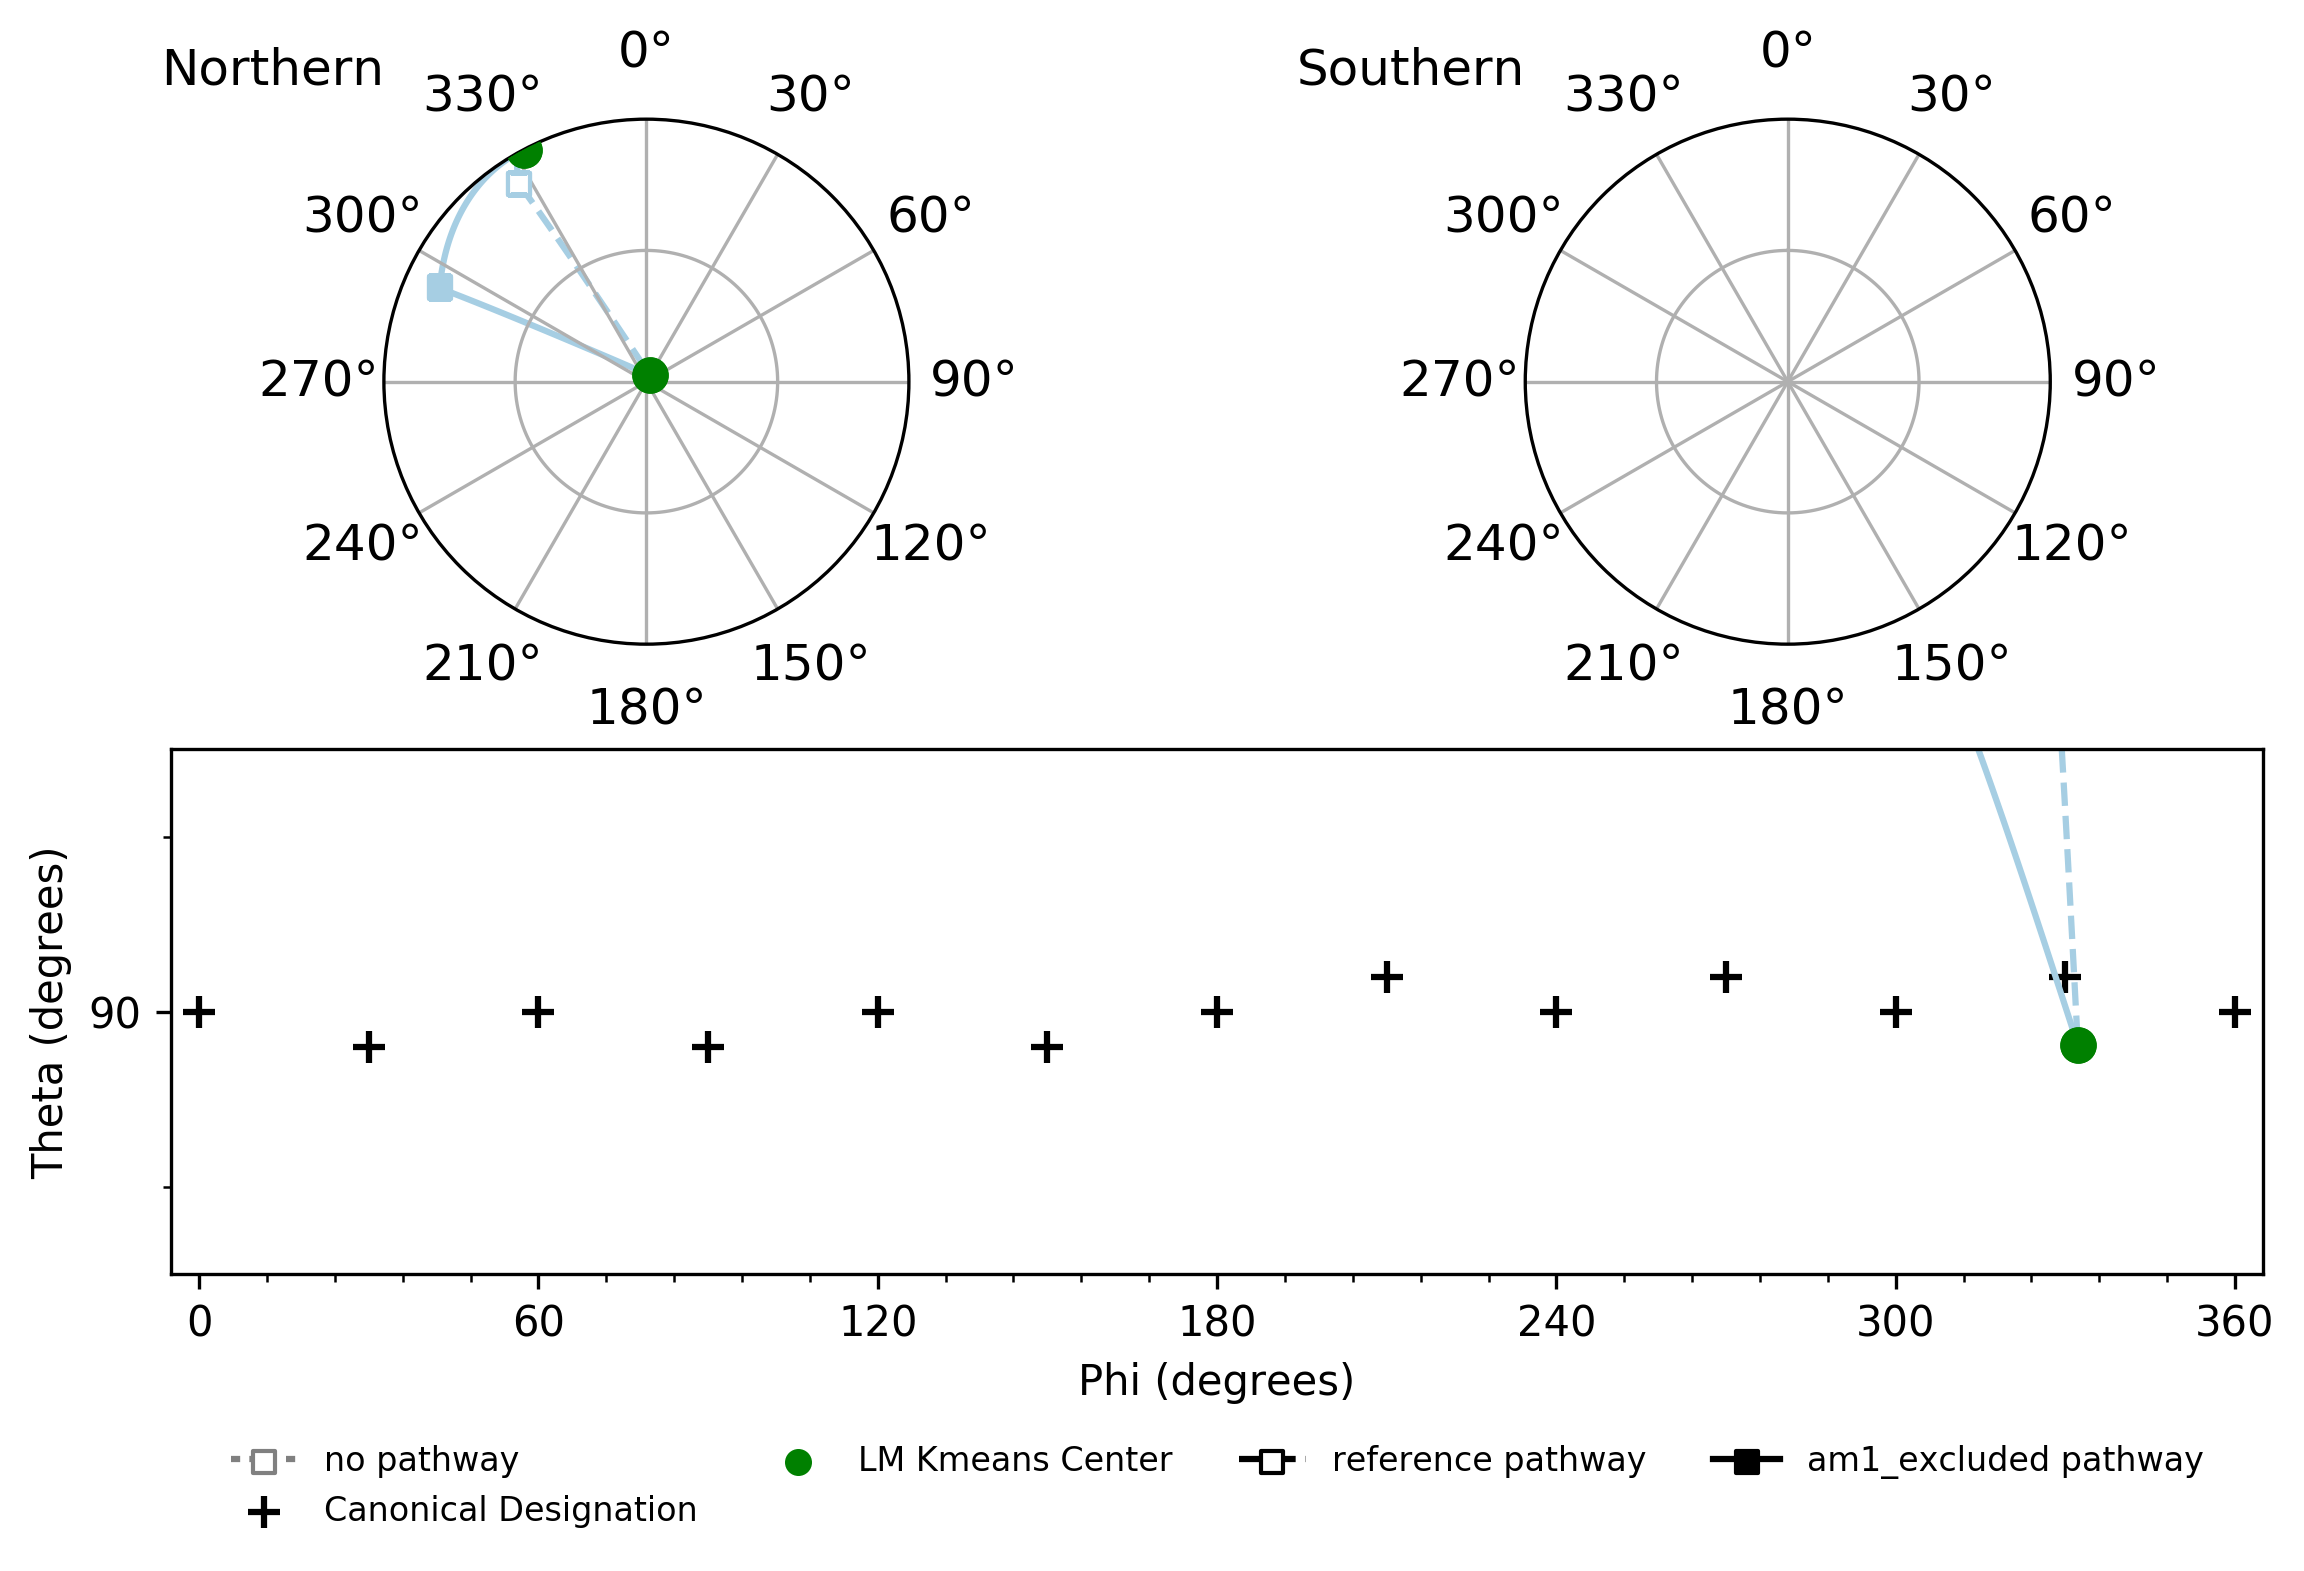 Northern
0°
330°
30°
300°
60°
270°
90°
240°
120°
210°
150°
180°
Southern
0°
330°
30°
300°
60°
270°
90°
240°
120°
210°
150°
180°
Theta (degrees)
90
0 60 120 180 240 300 360
Phi (degrees)
no pathway
Canonical Designation
LM Kmeans Center
reference pathway
am1_excluded pathway